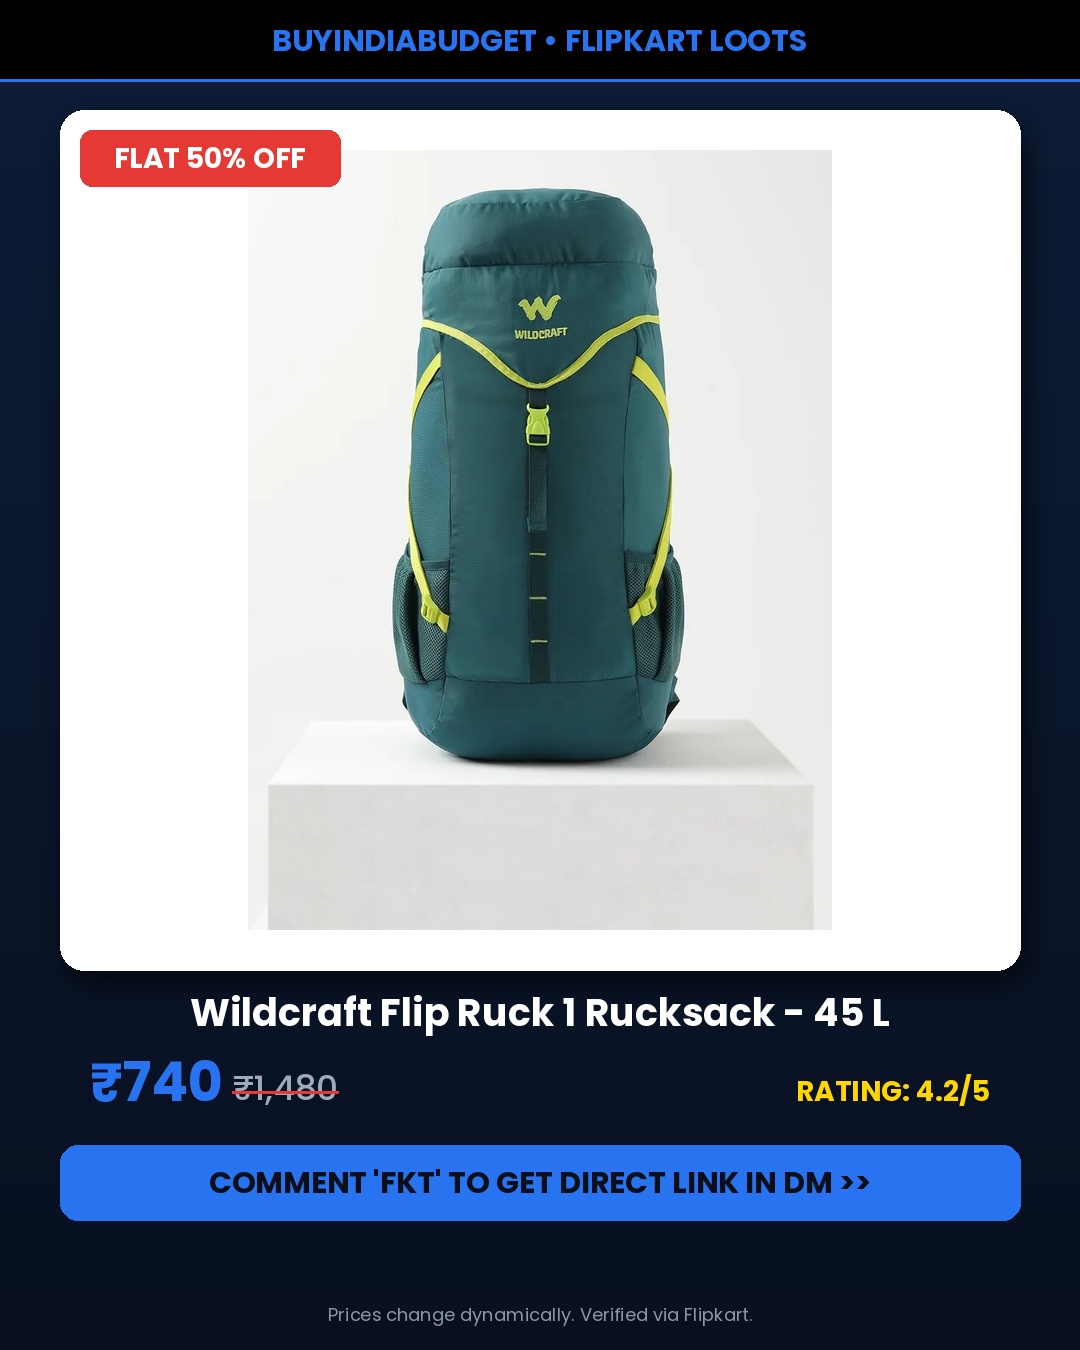 BUYINDIABUDGET • FLIPKART LOOTS
FLAT 50% OFF
W
WILDCRAFT
Wildcraft Flip Ruck 1 Rucksack - 45 L
₹740 ₹1,480
RATING: 4.2/5
COMMENT 'FKT' TO GET DIRECT LINK IN DM >>
Prices change dynamically. Verified via Flipkart.